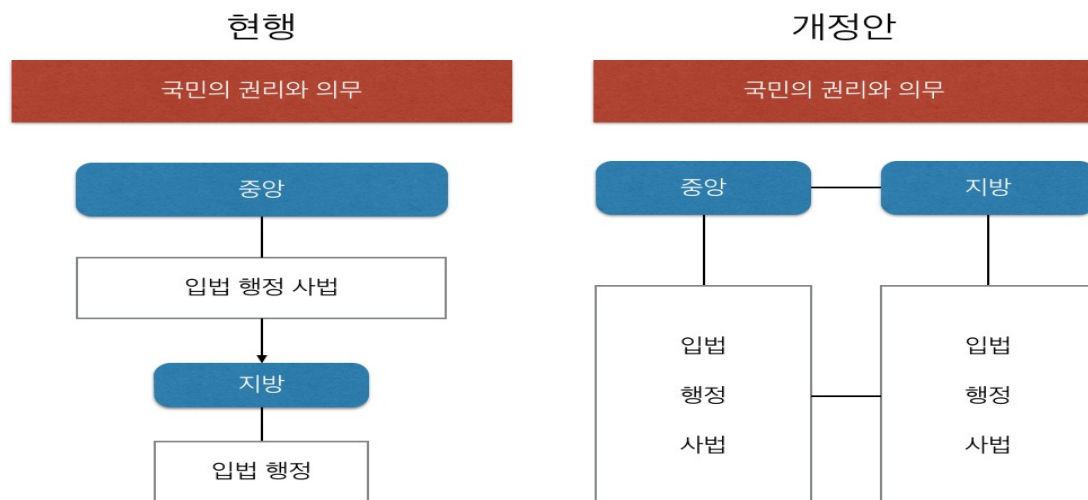 현행
국민의 권리와 의무
중앙
입법 행정 사법
지방
입법 행정
개정안
국민의 권리와 의무
중앙
지방
입법
행정
사법
입법
행정
사법